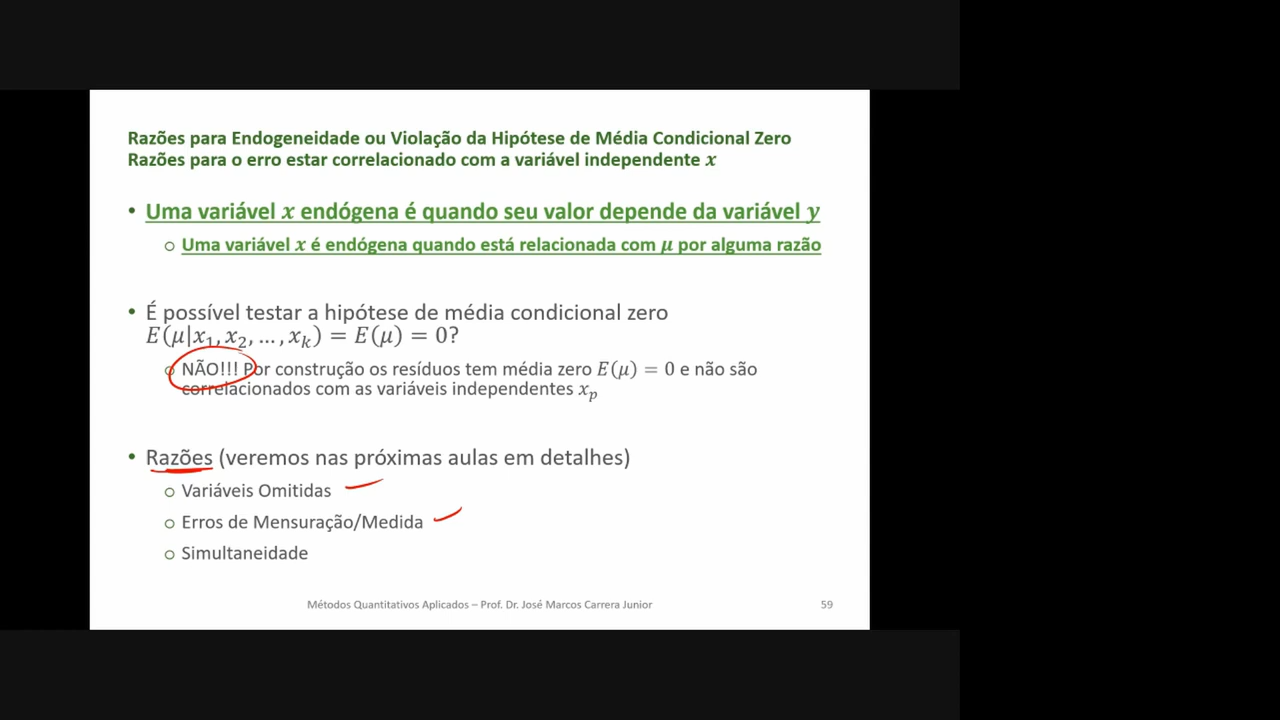 Razões para Endogeneidade ou Violação da Hipótese de Média Condicional Zero
Razões para o erro estar correlacionado com a variável independente x
• Uma variável x endógena é quando seu valor depende da variável y
o Uma variável x é endógena quando está relacionada com μ por alguma razão
• É possível testar a hipótese de média condicional zero
E(μ|x₁, x₂, …, xₖ) = E(μ) = 0?
o NÃO!!! Por construção os resíduos tem média zero E(μ) = 0 e não são
correlacionados com as variáveis independentes xₚ
• Razões (veremos nas próximas aulas em detalhes)
o Variáveis Omitidas
o Erros de Mensuração/Medida
o Simultaneidade
Métodos Quantitativos Aplicados – Prof. Dr. José Marcos Carrera Junior 59